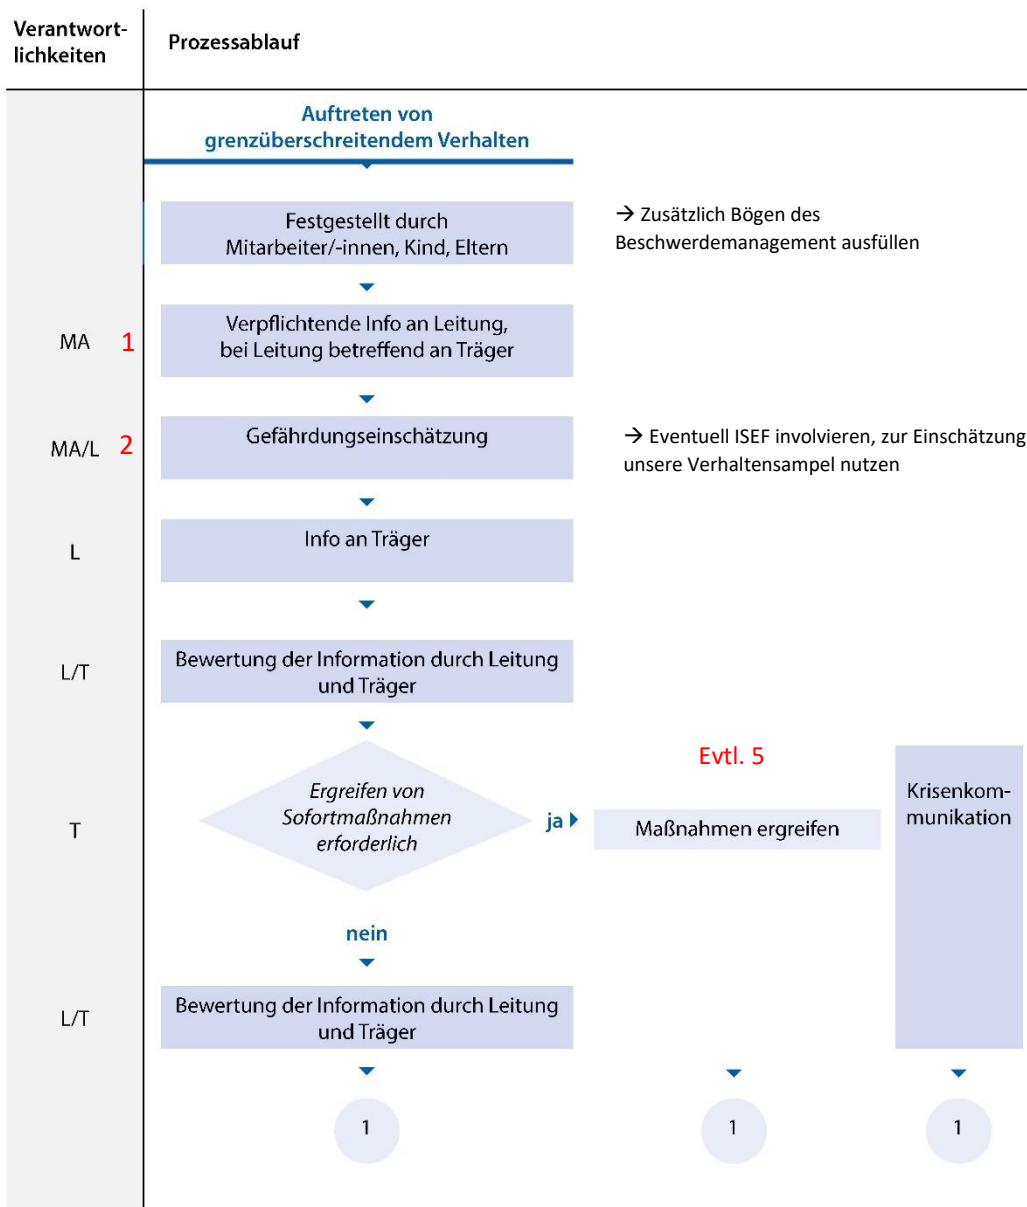 Verantwort-
lichkeiten
Prozessablauf
Auftreten von
grenzüberschreitendem Verhalten
Festgestellt durch
Mitarbeiter/-innen, Kind, Eltern
→ Zusätzlich Bögen des
Beschwerdemanagement ausfüllen
MA 1
Verpflichtende Info an Leitung,
bei Leitung betreffend an Träger
MA/L 2
Gefährdungseinschätzung
→ Eventuell ISEF involvieren, zur Einschätzung
unsere Verhaltensampel nutzen
L
Info an Träger
L/T
Bewertung der Information durch Leitung
und Träger
T
Ergreifen von
Sofortmaßnahmen
erforderlich
ja
Evtl. 5
Maßnahmen ergreifen
Krisenkom-
munikation
nein
L/T
Bewertung der Information durch Leitung
und Träger
1
1
1